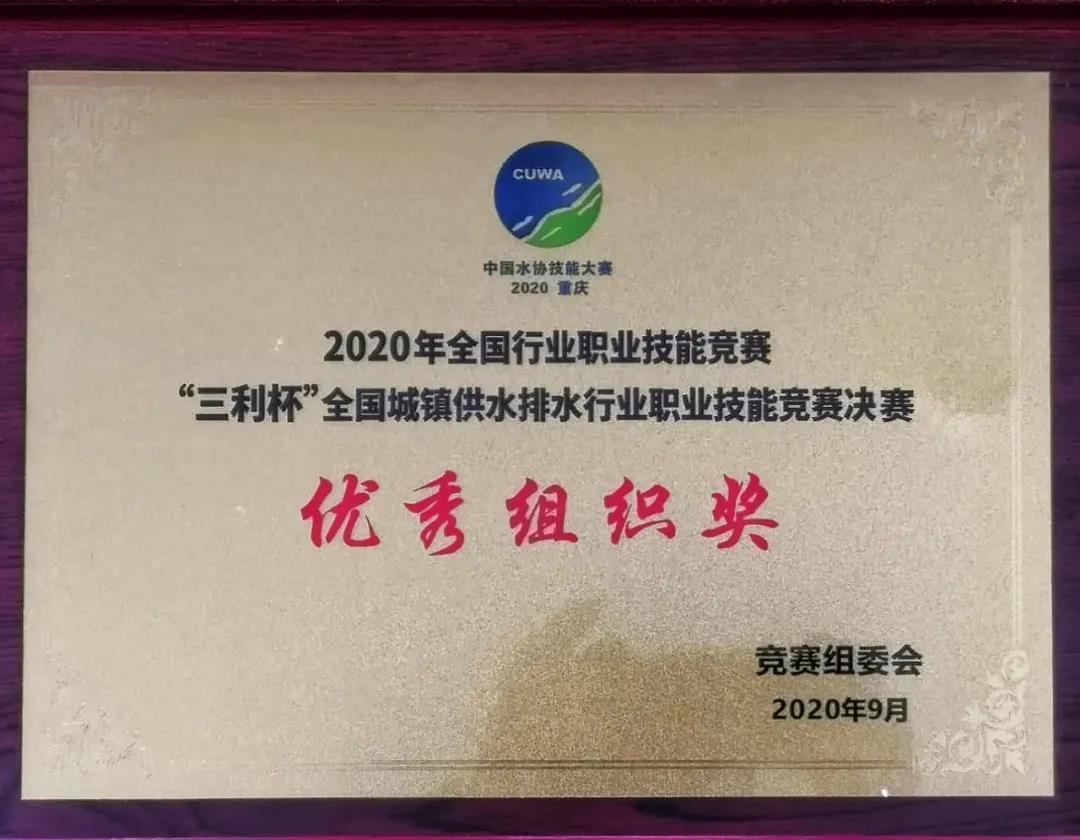 CUWA
中国水协技能大赛
2020 重庆
2020年全国行业职业技能竞赛
“三利杯”全国城镇供水排水行业职业技能竞赛决赛
优秀组织奖
竞赛组委会
2020年9月